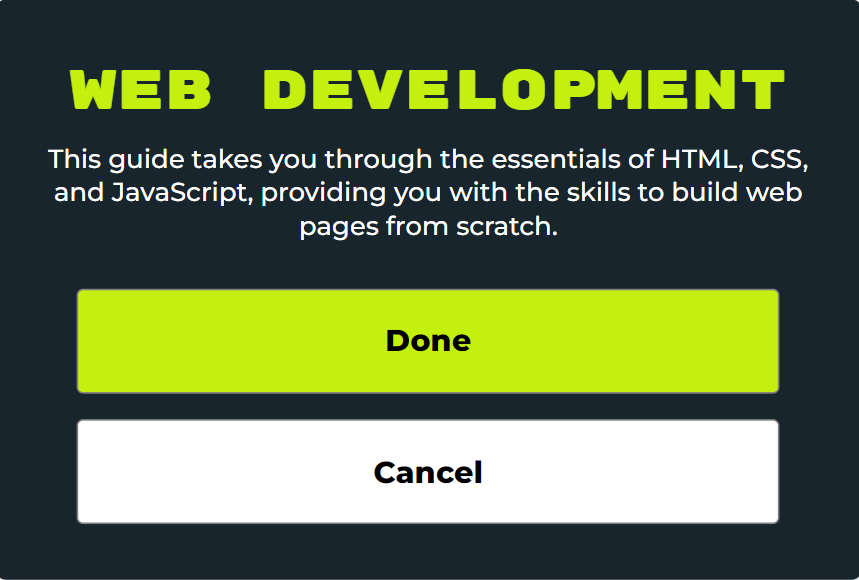 WEB DEVELOPMENT
This guide takes you through the essentials of HTML, CSS,
and JavaScript, providing you with the skills to build web
pages from scratch.
Done
Cancel